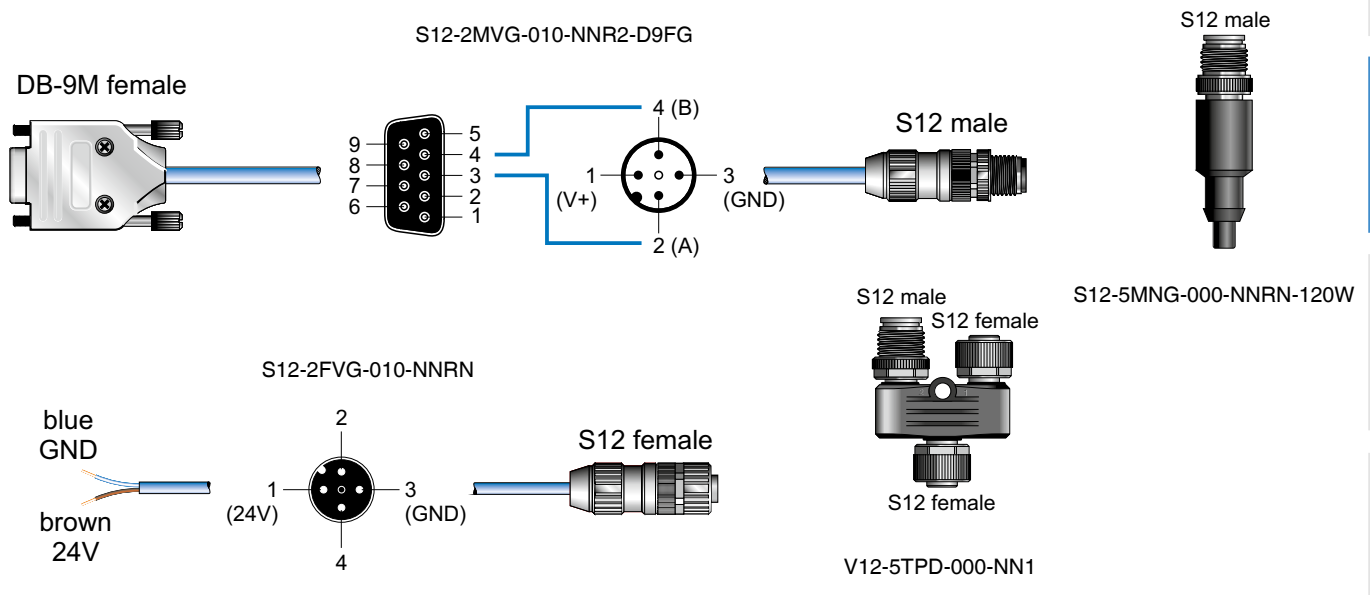 S12-2MVG-010-NNR2-D9FG
DB-9M female
9
8
7
6
5
4
3
2
1
4 (B)
1
(V+)
3
(GND)
2 (A)
S12 male
S12 male
S12-5MNG-000-NNRN-120W
S12-2FVG-010-NNRN
blue
GND
brown
24V
2
1
(24V)
3
(GND)
4
S12 female
S12 male
S12 female
S12 female
V12-5TPD-000-NN1